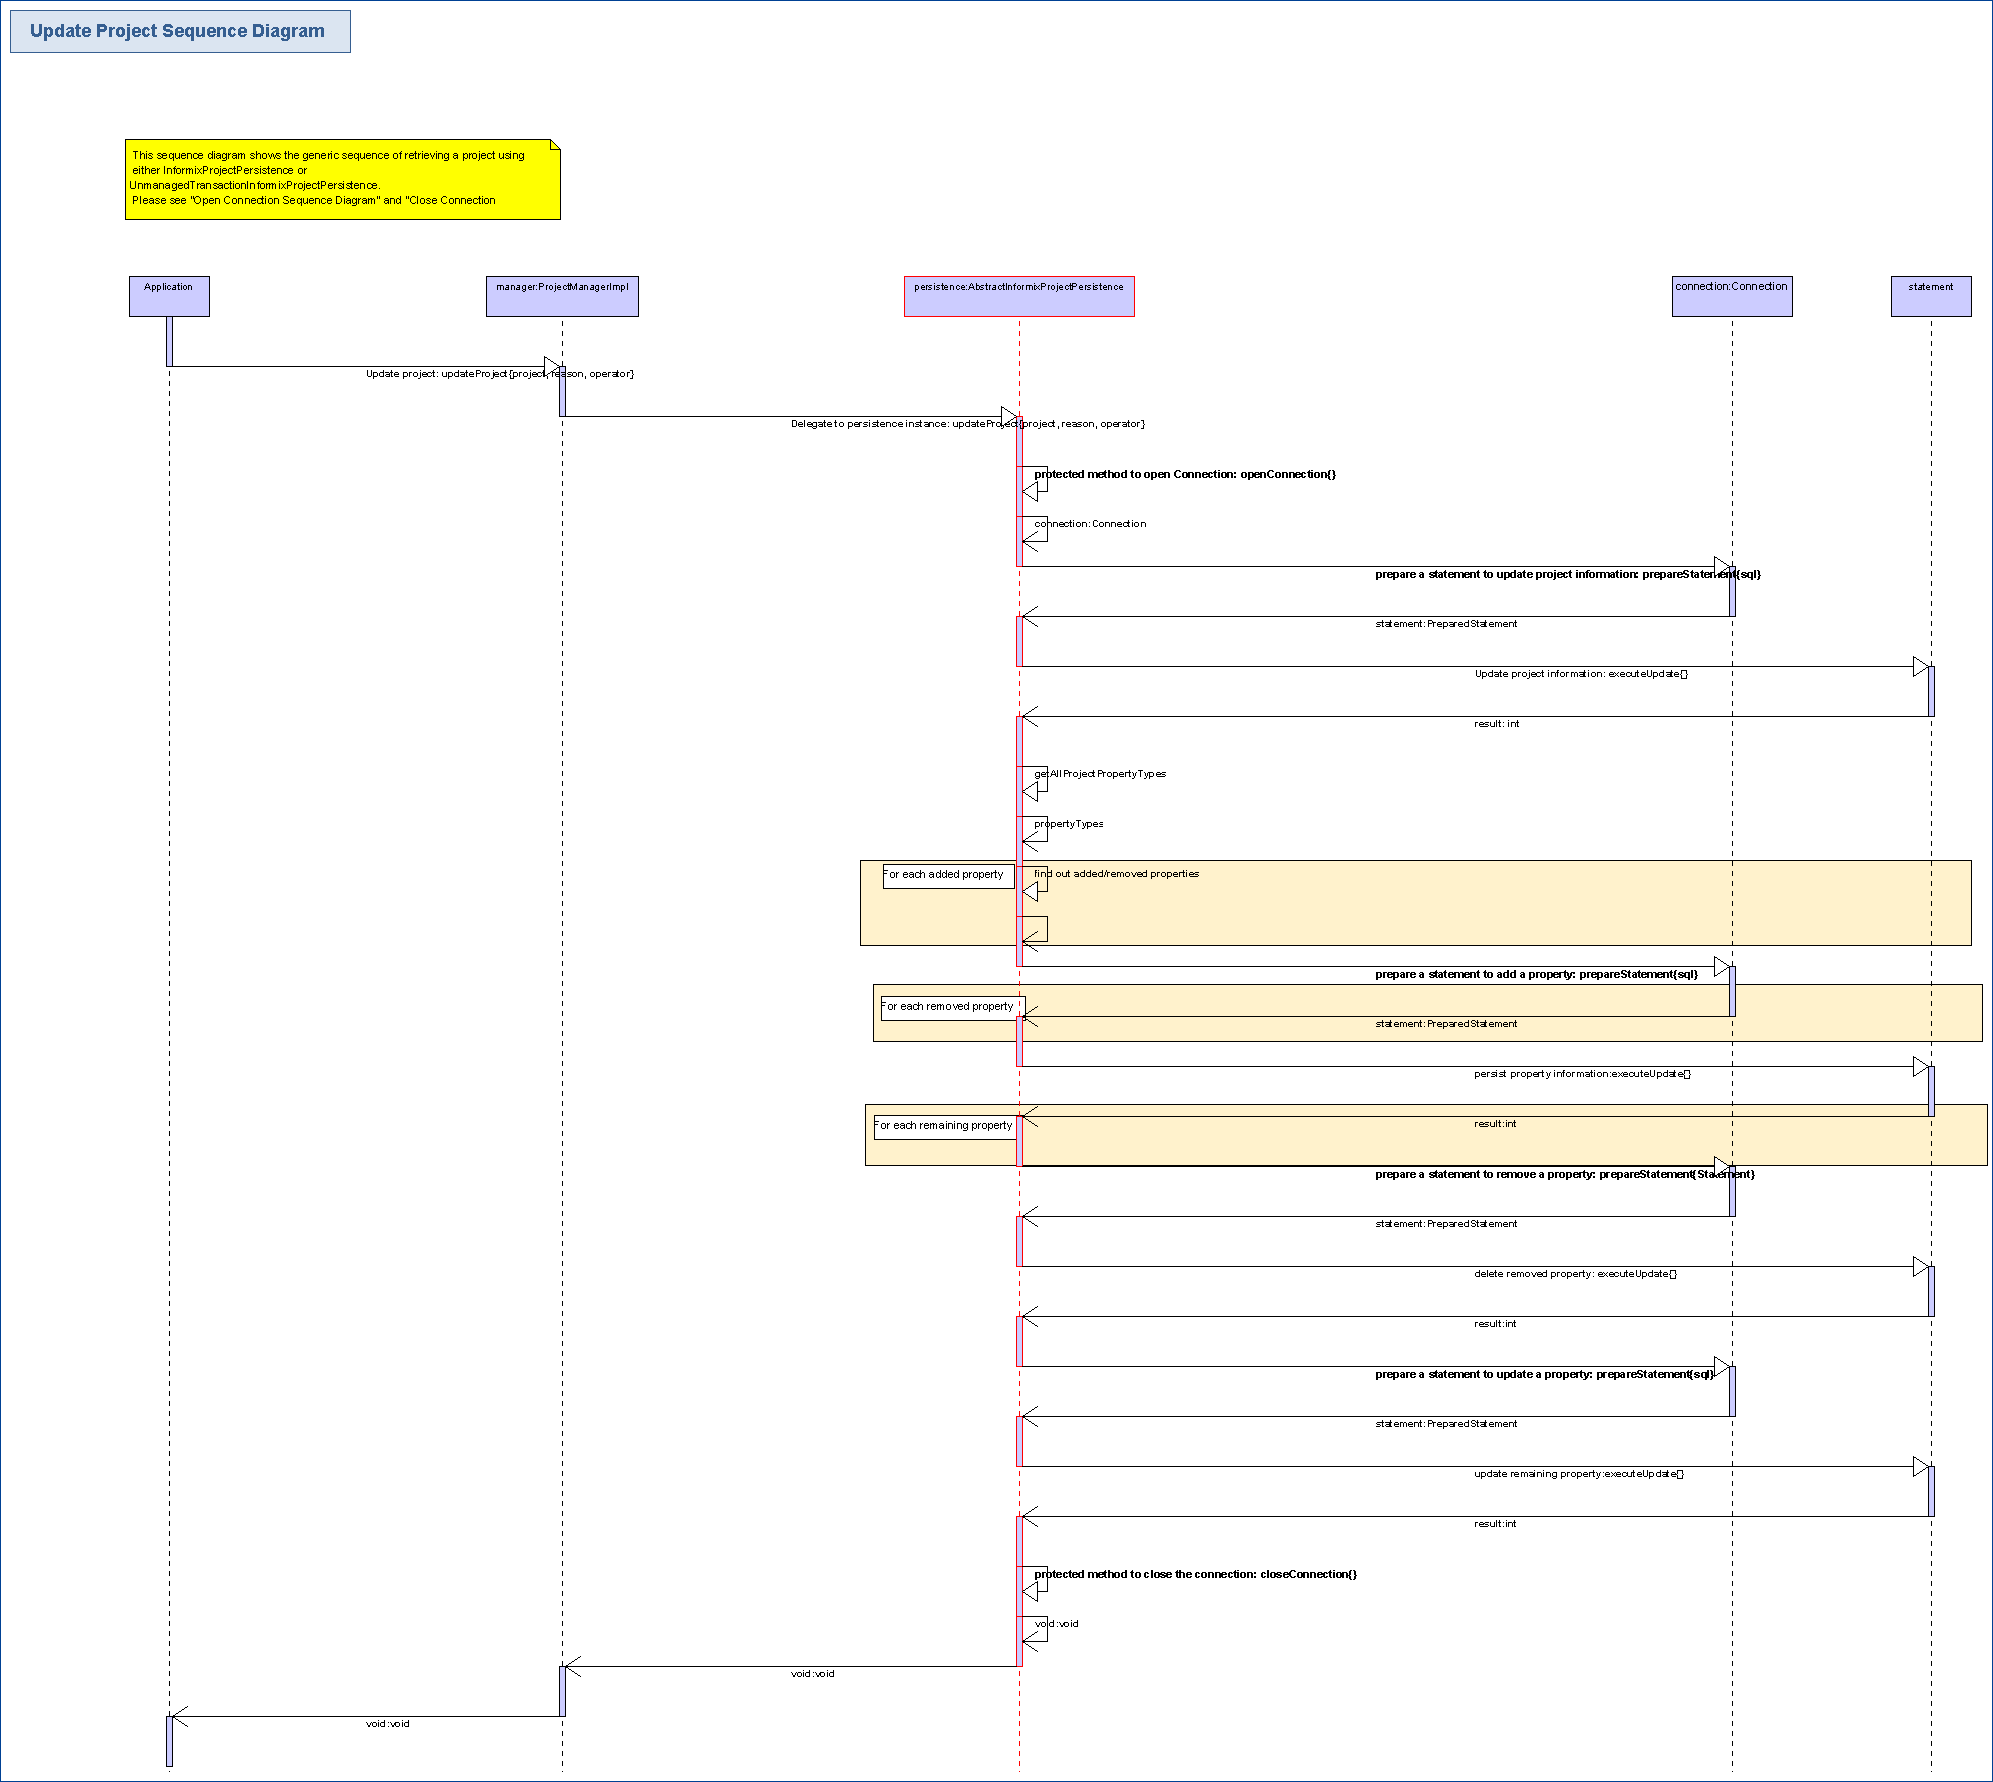 Update Project Sequence Diagram
This sequence diagram shows the generic sequence of retrieving a project using
either InformixProjectPersistence or
UnmanagedTransactionInformixProjectPersistence.
Please see "Open Connection Sequence Diagram" and "Close Connection
Application
manager:ProjectManagerImpl
persistence:AbstractInformixProjectPersistence
connection:Connection
statement
Update project: updateProject{project, reason, operator}
Delegate to persistence instance: updateProject{project, reason, operator}
protected method to open Connection: openConnection{}
connection:Connection
prepare a statement to update project information: prepareStatement{sql}
statement:PreparedStatement
Update project information: executeUpdate{}
result: int
getAllProjectPropertyTypes
propertyTypes
For each added property
find out added/removed properties
prepare a statement to add a property: prepareStatement{sql}
For each removed property
statement:PreparedStatement
persist property information:executeUpdate{}
For each remaining property
result:int
prepare a statement to remove a property: prepareStatement{Statement}
statement:PreparedStatement
delete removed property: executeUpdate{}
result:int
prepare a statement to update a property: prepareStatement{sql}
statement:PreparedStatement
update remaining property:executeUpdate{}
result:int
protected method to close the connection: closeConnection{}
void:void
void:void
void:void